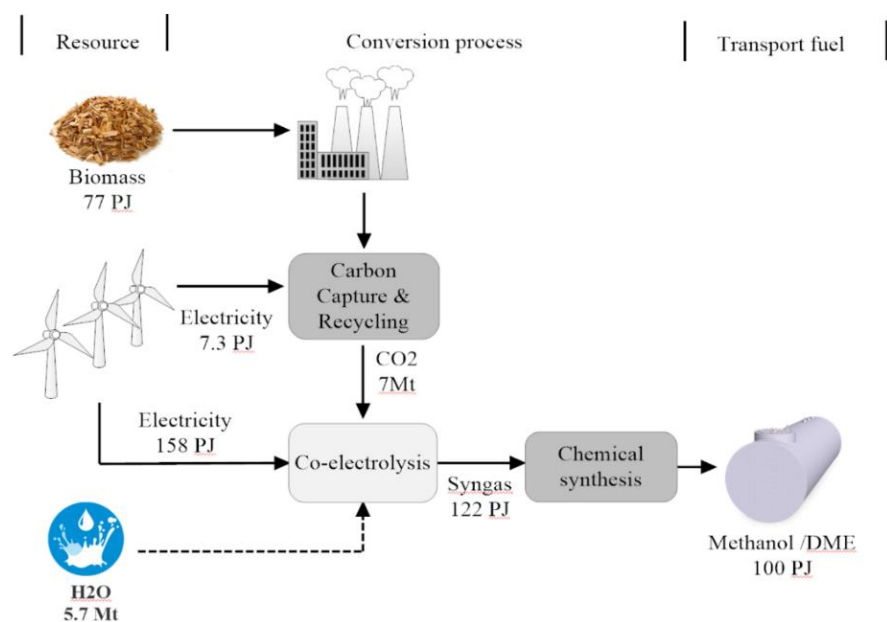 Resource
Conversion process
Transport fuel
Biomass
77 PJ
Carbon
Capture &
Recycling
Electricity
7.3 PJ
CO2
7Mt
Electricity
158 PJ
Co-electrolysis
Syngas
122 PJ
Chemical
synthesis
Methanol /DME
100 PJ
H2O
5.7 Mt